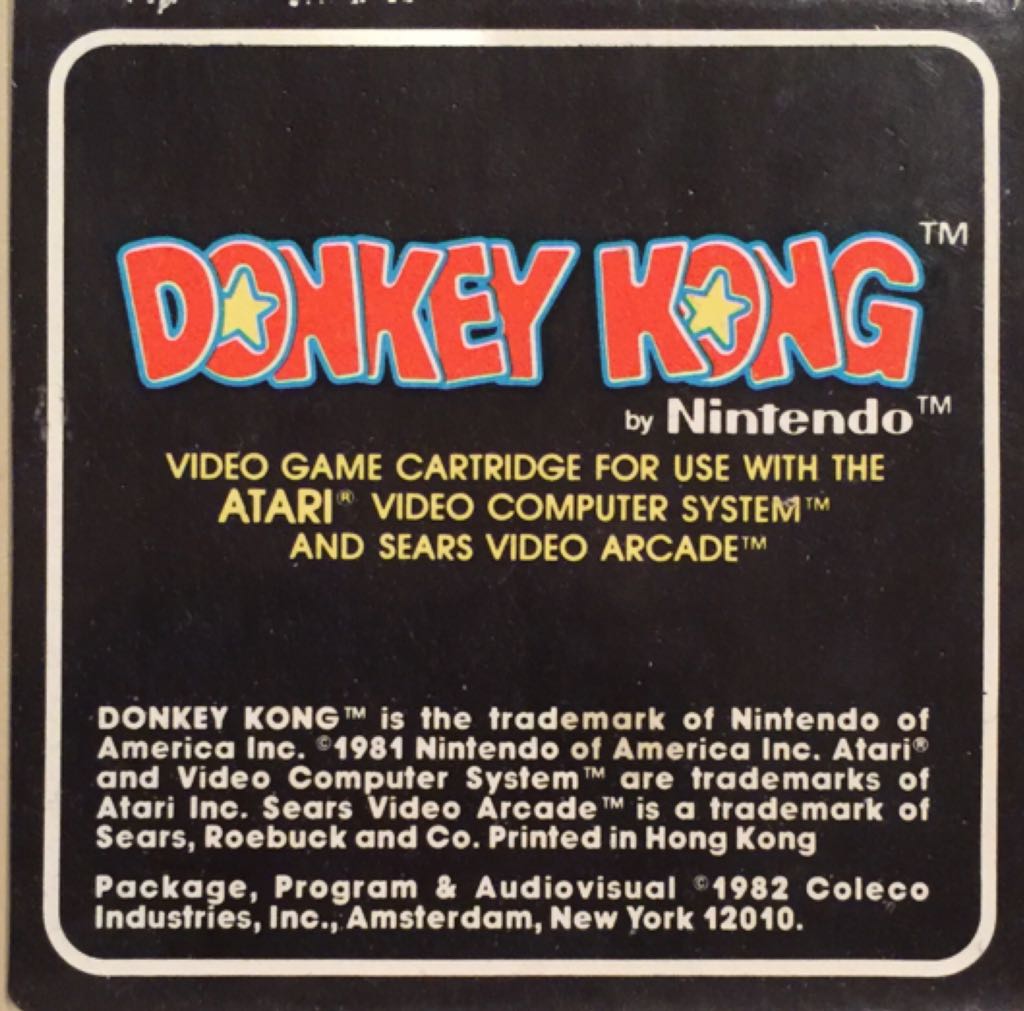 DONKEY KONG™
by Nintendo™
VIDEO GAME CARTRIDGE FOR USE WITH THE
ATARI® VIDEO COMPUTER SYSTEM™
AND SEARS VIDEO ARCADE™
DONKEY KONG™ is the trademark of Nintendo of
America Inc. ©1981 Nintendo of America Inc. Atari®
and Video Computer System™ are trademarks of
Atari Inc. Sears Video Arcade™ is a trademark of
Sears, Roebuck and Co. Printed in Hong Kong
Package, Program & Audiovisual ©1982 Coleco
Industries, Inc., Amsterdam, New York 12010.